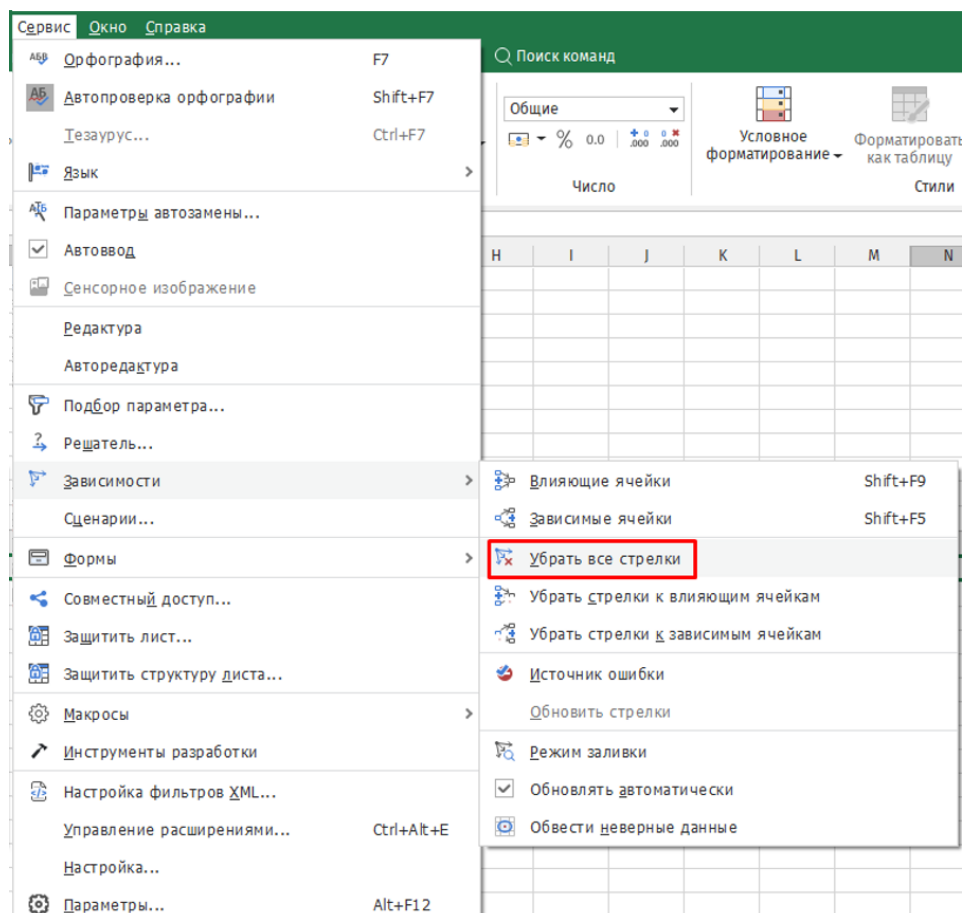 Сервис Окно Справка
Орфография... F7
Поиск команд
Автопроверка орфографии Shift+F7
Тезаурус... Ctrl+F7
Язык
Параметры автозамены...
Автоввод
Сенсорное изображение
Редактура
Авторедактура
Подбор параметра...
Решатель...
Зависимости
Сценарии...
Формы
Совместный доступ...
Защитить лист...
Защитить структуру листа...
Макросы
Инструменты разработки
Настройка фильтров XML...
Управление расширениями... Ctrl+Alt+E
Настройка...
Параметры... Alt+F12
Общие
% 0.0 .000 .000
Число
Условное
форматирование
Форматировать
как таблицу
Стили
H I J K L M N
Влияющие ячейки Shift+F9
Зависимые ячейки Shift+F5
Убрать все стрелки
Убрать стрелки к влияющим ячейкам
Убрать стрелки к зависимым ячейкам
Источник ошибки
Обновить стрелки
Режим заливки
Обновлять автоматически
Обвести неверные данные